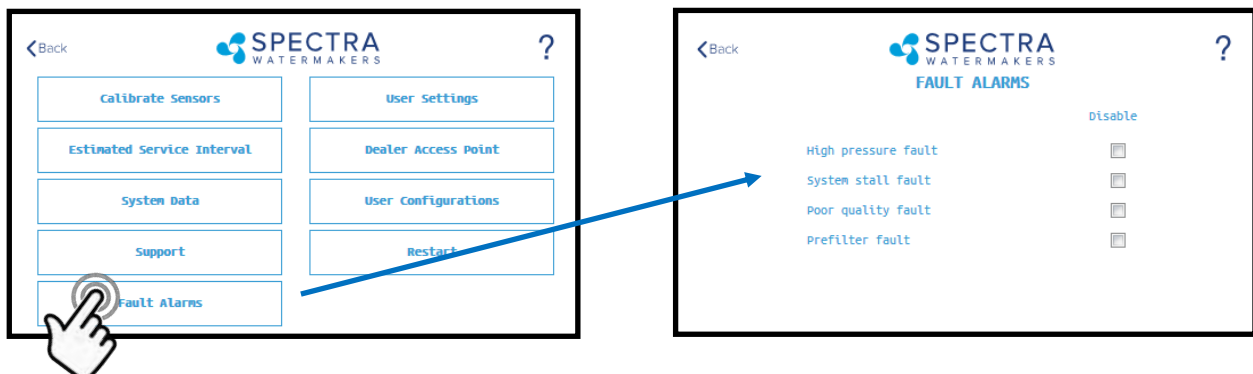 Back
SPECTRA
WATERMAKERS
?
Calibrate Sensors
User Settings
Estimated Service Interval
Dealer Access Point
System Data
User Configurations
Support
Restart
Fault Alarms
Back
SPECTRA
WATERMAKERS
?
FAULT ALARMS
Disable
High pressure fault
System stall fault
Poor quality fault
Prefilter fault